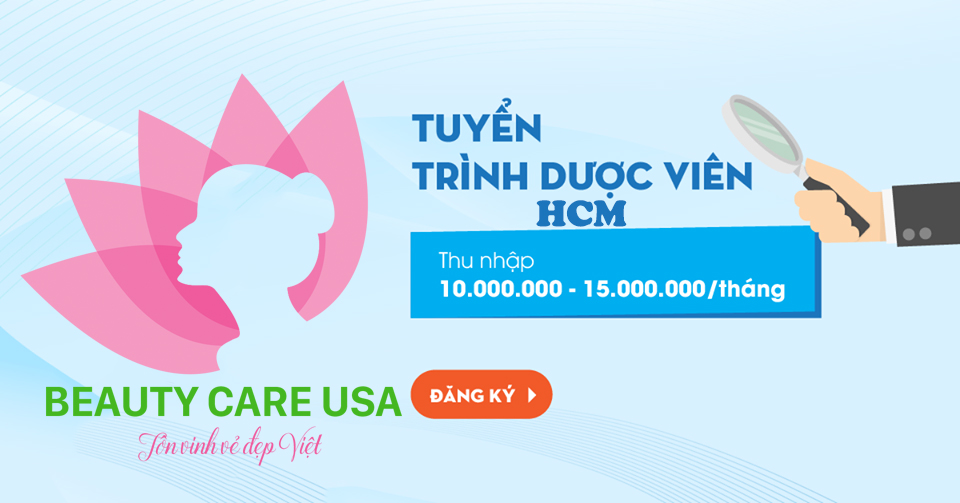 TUYỂN
TRÌNH DƯỢC VIÊN
HCM
Thu nhập
10.000.000 - 15.000.000/tháng
ĐĂNG KÝ
BEAUTY CARE USA
Tôn vinh vẻ đẹp Việt